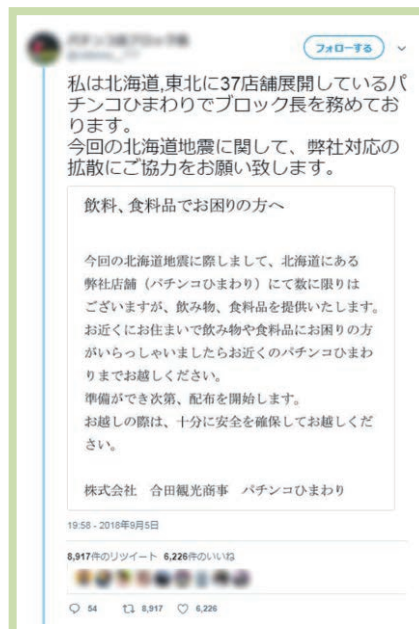 フォローする
私は北海道,東北に37店舗展開しているパ
チンコひまわりでブロック長を務めてお
ります。
今回の北海道地震に関して、弊社対応の
拡散にご協力をお願い致します。
飲料、食料品でお困りの方へ
今回の北海道地震に際しまして、北海道にある
弊社店舗（パチンコひまわり）にて数に限りは
ございますが、飲み物、食料品を提供いたします。
お近くにお住まいで飲み物や食料品にお困りの方
がいらっしゃいましたらお近くのパチンコひまわ
りまでお越しください。
準備ができ次第、配布を開始します。
お越しの際は、十分に安全を確保してお越しくだ
さい。
株式会社　合田観光商事　パチンコひまわり
19:58 - 2018年9月5日
8,917件のリツイート 6,226件のいいね
54 8,917 6,226